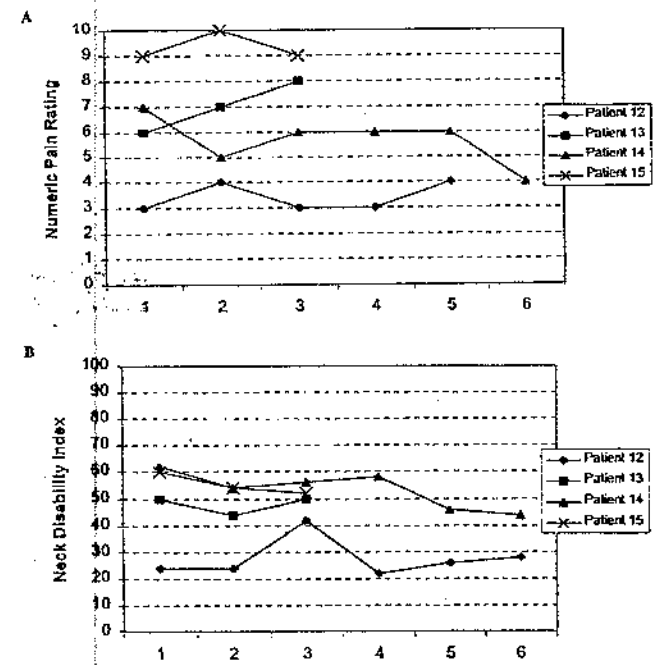 A
Numeric Pain Rating
10
9
8
7
6
5
4
3
2
1
0
1 2 3 4 5 6
Patient 12
Patient 13
Patient 14
Patient 15
B
Neck Disability Index
100
90
80
70
60
50
40
30
20
10
0
1 2 3 4 5 6
Patient 12
Patient 13
Patient 14
Patient 15